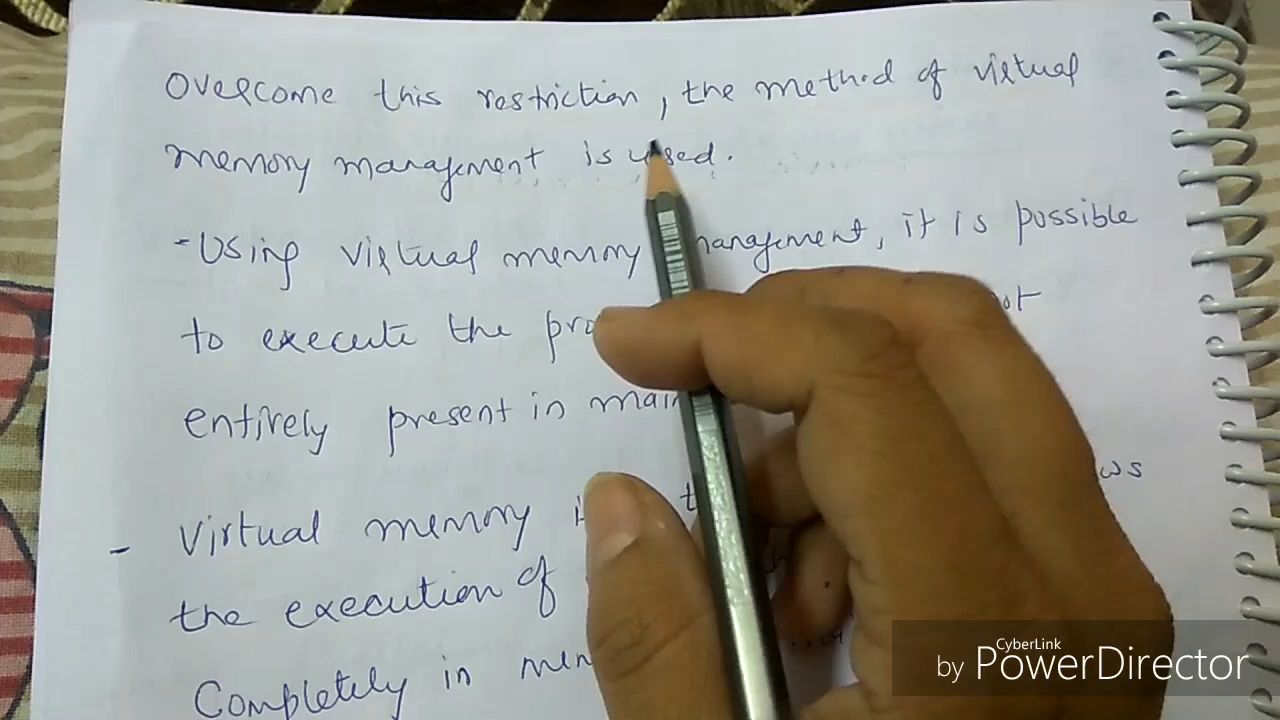 Overcome this restriction, the method of virtual
memory management is used.
- Using virtual memory management, it is possible
to execute the
entirely present in main
- Virtual memory
the execution of
Completely in
CyberLink
by PowerDirector